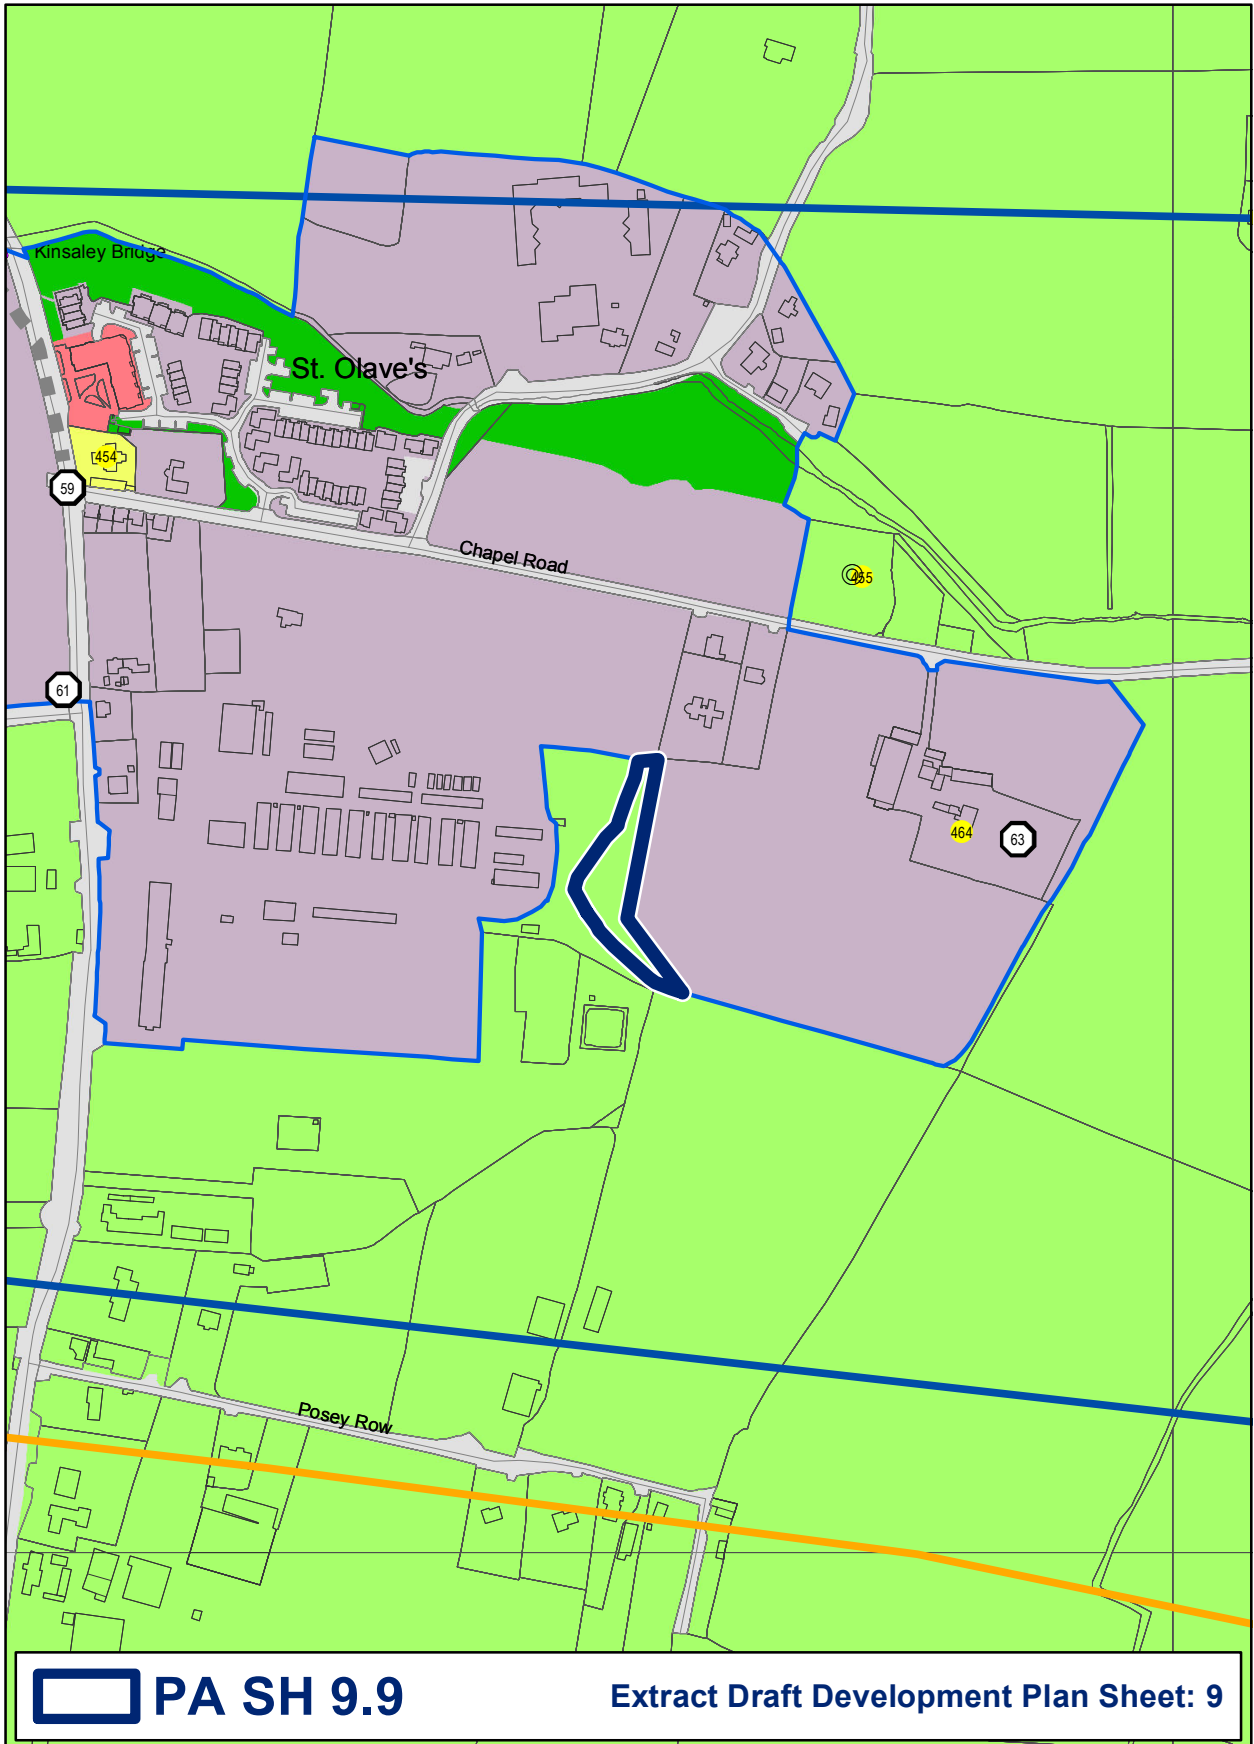 Kinsaley Bridge
St. Olave's
454
59
Chapel Road
455
61
464
63
Posey Row
PA SH 9.9
Extract Draft Development Plan Sheet: 9